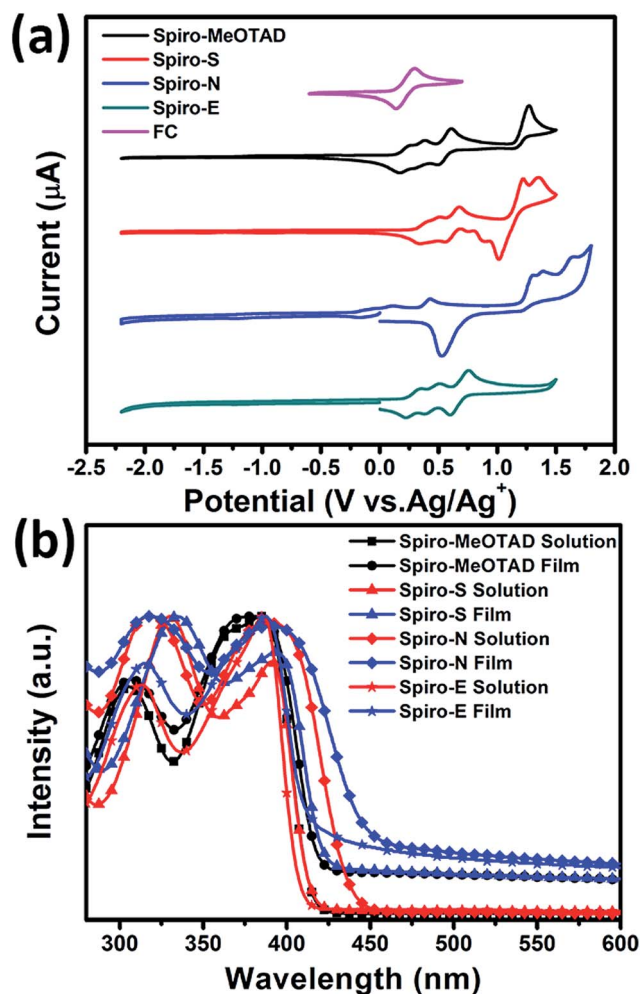 (a)
Spiro-MeOTAD
Spiro-S
Spiro-N
Spiro-E
FC
Current (μA)
-2.5 -2.0 -1.5 -1.0 -0.5 0.0 0.5 1.0 1.5 2.0
Potential (V vs.Ag/Ag+)
(b)
Spiro-MeOTAD Solution
Spiro-MeOTAD Film
Spiro-S Solution
Spiro-S Film
Spiro-N Solution
Spiro-N Film
Spiro-E Solution
Spiro-E Film
Intensity (a.u.)
300 350 400 450 500 550 600
Wavelength (nm)